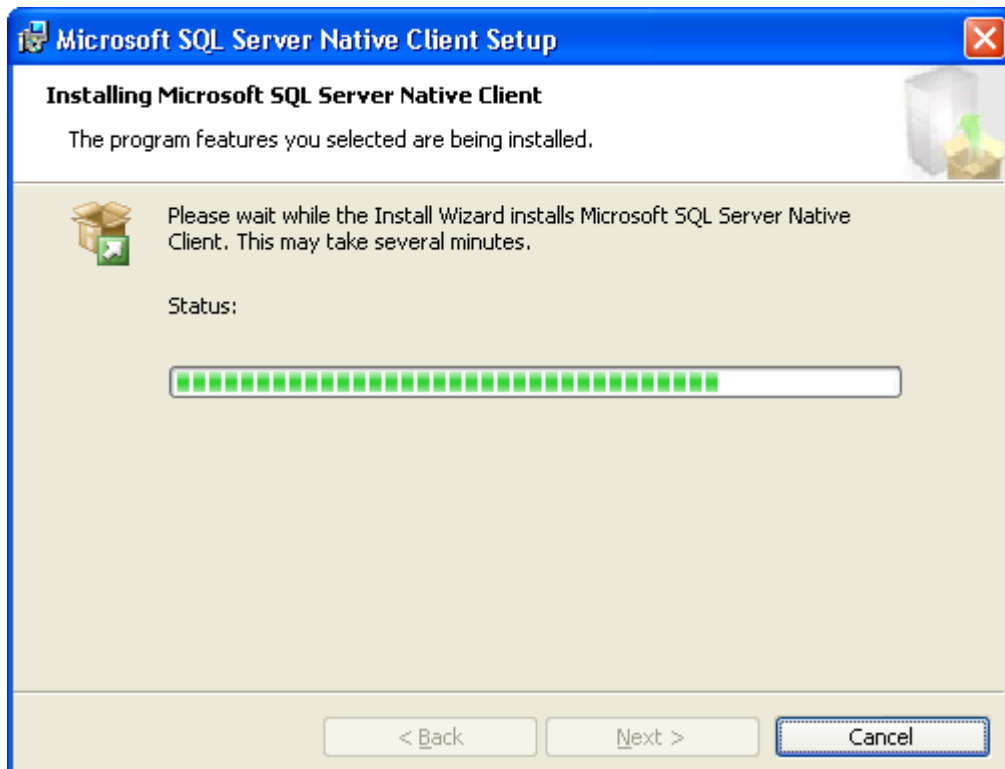 Microsoft SQL Server Native Client Setup
Installing Microsoft SQL Server Native Client
The program features you selected are being installed.
Please wait while the Install Wizard installs Microsoft SQL Server Native
Client. This may take several minutes.
Status:
< Back Next > Cancel